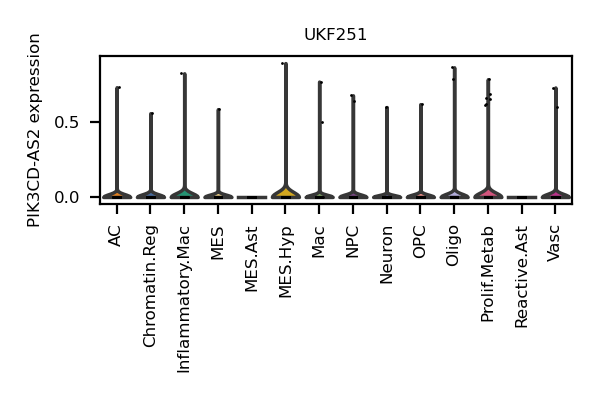 UKF251
PIK3CD-AS2 expression
0.5
0.0
AC
Chromatin.Reg
Inflammatory.Mac
MES
MES.Ast
MES.Hyp
Mac
NPC
Neuron
OPC
Oligo
Prolif.Metab
Reactive.Ast
Vasc